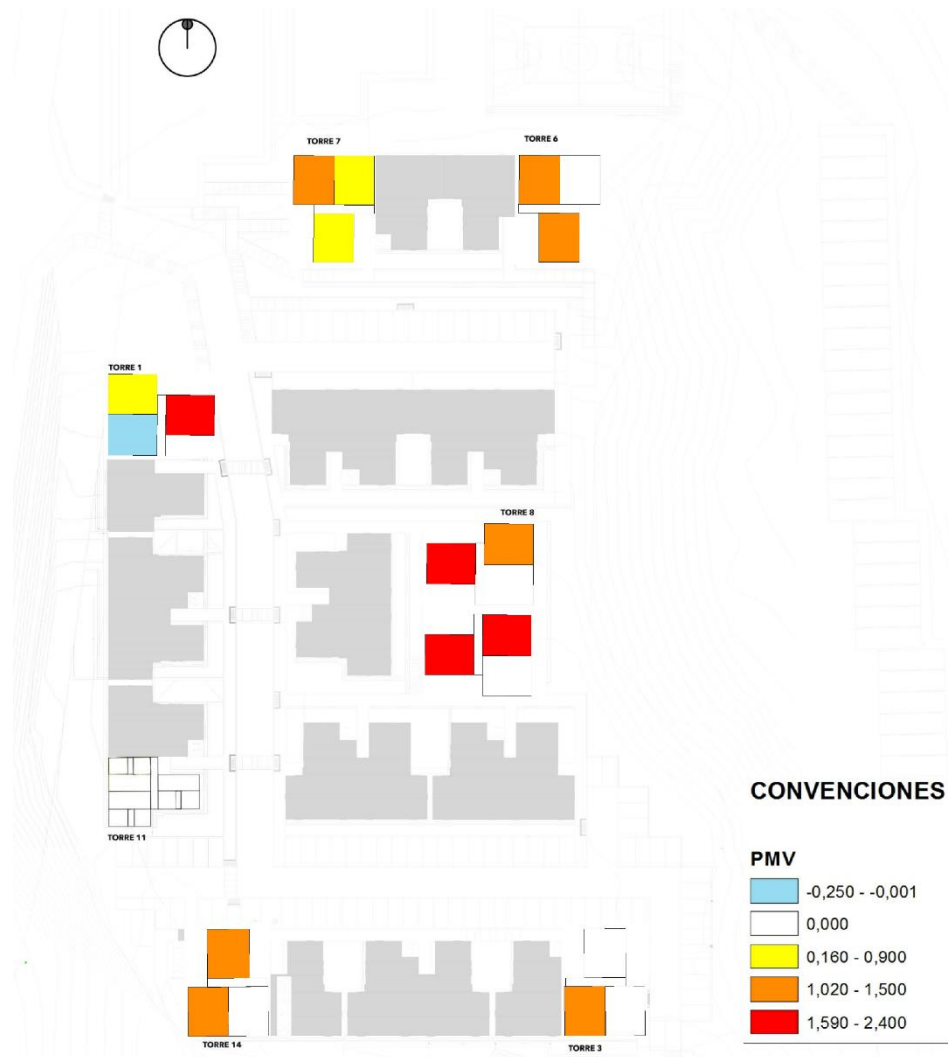 TORRE 7
TORRE 6
TORRE 1
TORRE 8
TORRE 11
TORRE 14
TORRE 3
CONVENCIONES
PMV
-0,250 - -0,001
0,000
0,160 - 0,900
1,020 - 1,500
1,590 - 2,400